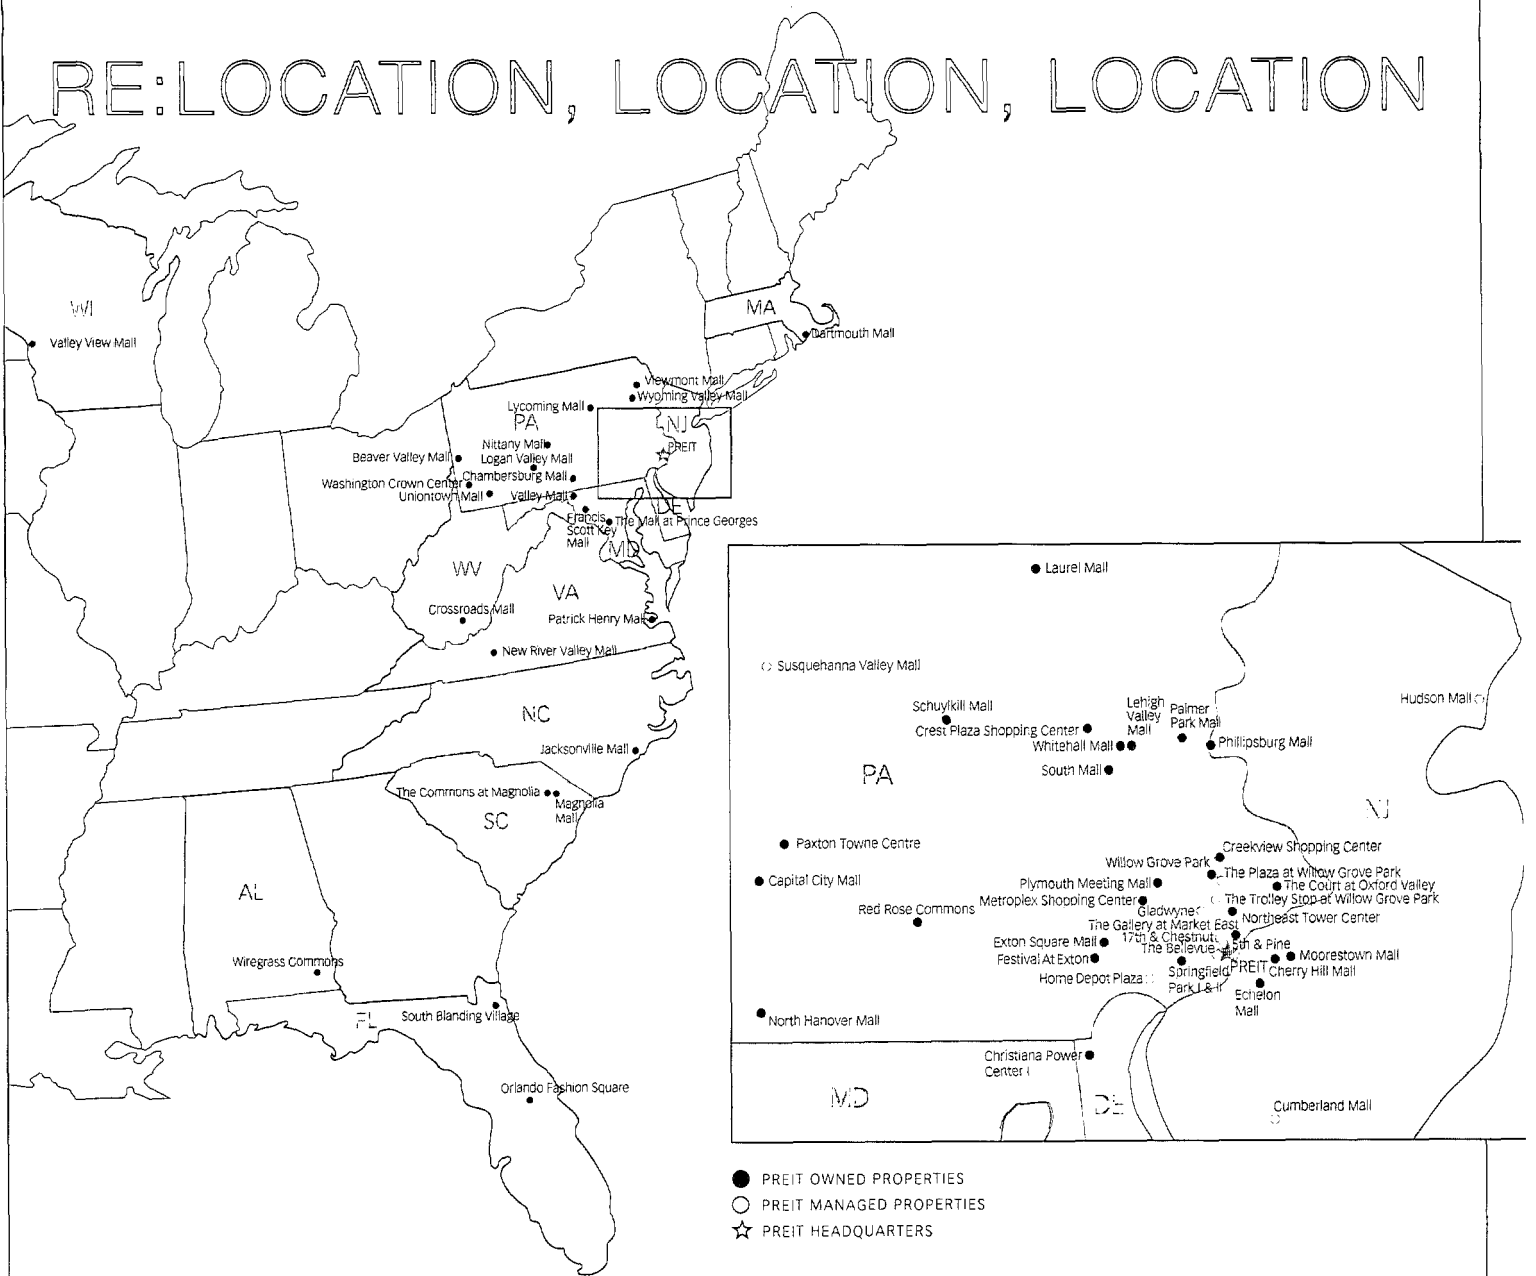 RE:LOCATION, LOCATION, LOCATION
WI
Valley View Mall
MA
Dartmouth Mall
Viewmont Mall
Wyoming Valley Mall
Lycoming Mall
PA
NJ
PREIT
Nittany Mall
Logan Valley Mall
Beaver Valley Mall
Chambersburg Mall
Washington Crown Center
Uniontown Mall
Valley Mall
DE
Francis
Scott Key
Mall
The Mall at Prince Georges
MD
WV
VA
Crossroads Mall
Patrick Henry Mall
New River Valley Mall
NC
Jacksonville Mall
The Commons at Magnolia
Magnolia
Mall
SC
AL
Wiregrass Commons
FL
South Blanding Village
Orlando Fashion Square
Laurel Mall
Susquehanna Valley Mall
Hudson Mall
Schuylkill Mall
Crest Plaza Shopping Center
Lehigh
Valley
Mall
Palmer
Park Mall
Whitehall Mall
Phillipsburg Mall
South Mall
PA
NJ
Paxton Towne Centre
Creekview Shopping Center
Willow Grove Park
The Plaza at Willow Grove Park
Capital City Mall
Plymouth Meeting Mall
The Court at Oxford Valley
Metroplex Shopping Center
The Trolley Stop at Willow Grove Park
Red Rose Commons
Gladwyne
Northeast Tower Center
The Gallery at Market East
17th & Chestnut
Exton Square Mall
The Bellevue
5th & Pine
Festival At Exton
Moorestown Mall
PREIT
Cherry Hill Mall
Home Depot Plaza
Springfield
Park I & II
Echelon
Mall
North Hanover Mall
Christiana Power
Center I
MD
DE
Cumberland Mall
PREIT OWNED PROPERTIES
PREIT MANAGED PROPERTIES
PREIT HEADQUARTERS